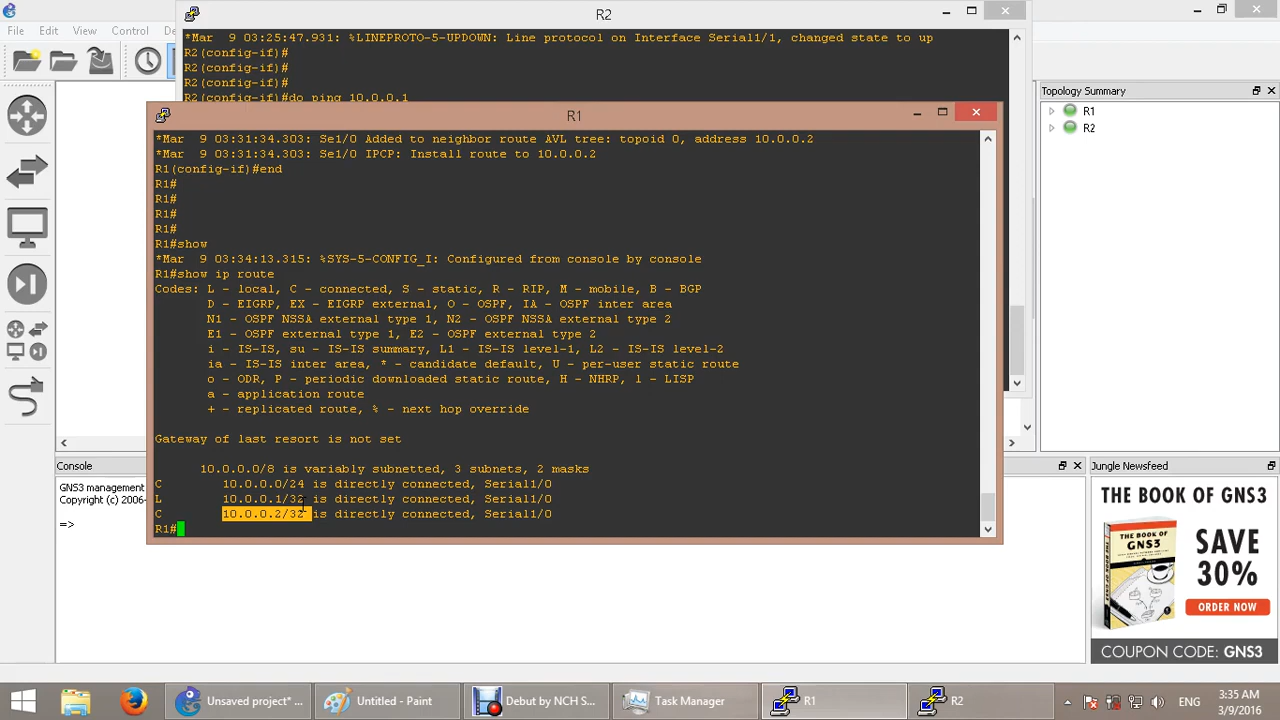 R2
File Edit View Control D
*Mar  9 03:25:47.931: %LINEPROTO-5-UPDOWN: Line protocol on Interface Serial1/1, changed state to up
R2(config-if)#
R2(config-if)#
R2(config-if)#
R2(config-if)#do ping 10.0.0.1
R1
*Mar  9 03:31:34.303: Se1/0 Added to neighbor route AVL tree: topoid 0, address 10.0.0.2
*Mar  9 03:31:34.303: Se1/0 IPCP: Install route to 10.0.0.2
R1(config-if)#end
R1#
R1#
R1#
R1#
R1#show
*Mar  9 03:34:13.315: %SYS-5-CONFIG_I: Configured from console by console
R1#show ip route
Codes: L - local, C - connected, S - static, R - RIP, M - mobile, B - BGP
D - EIGRP, EX - EIGRP external, O - OSPF, IA - OSPF inter area
N1 - OSPF NSSA external type 1, N2 - OSPF NSSA external type 2
E1 - OSPF external type 1, E2 - OSPF external type 2
i - IS-IS, su - IS-IS summary, L1 - IS-IS level-1, L2 - IS-IS level-2
ia - IS-IS inter area, * - candidate default, U - per-user static route
o - ODR, P - periodic downloaded static route, H - NHRP, l - LISP
a - application route
+ - replicated route, % - next hop override
Gateway of last resort is not set
10.0.0.0/8 is variably subnetted, 3 subnets, 2 masks
C 10.0.0.0/24 is directly connected, Serial1/0
L 10.0.0.1/32 is directly connected, Serial1/0
C 10.0.0.2/32 is directly connected, Serial1/0
R1#
Topology Summary
R1
R2
Console
GNS3 management
Copyright (c) 2006-
=>
Jungle Newsfeed
THE BOOK OF GNS3
SAVE
30%
ORDER NOW
COUPON CODE: GNS3
Unsaved project* ...
Untitled - Paint
Debut by NCH S...
Task Manager
R1
R2
ENG
3:35 AM
3/9/2016